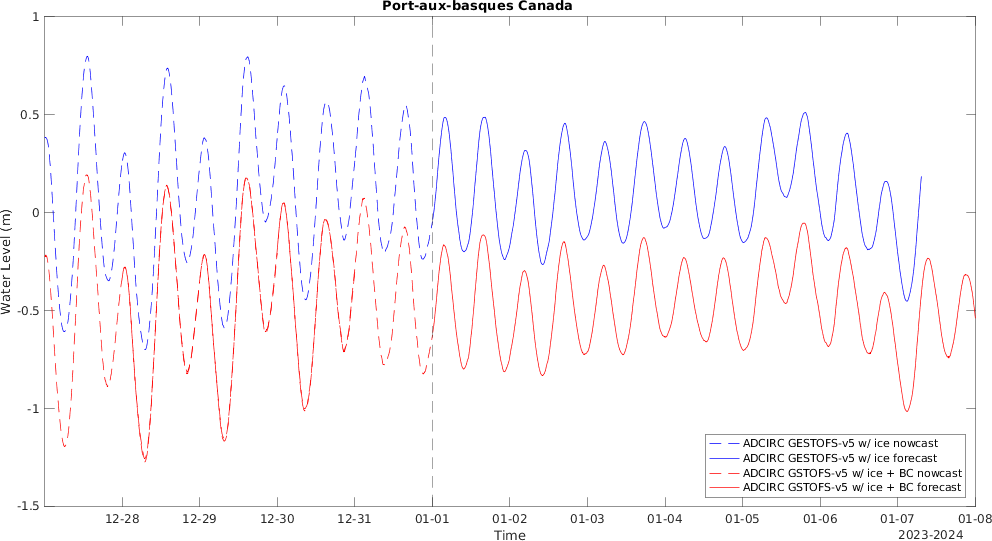 Port-aux-basques Canada
Water Level (m)
1
0.5
0
-0.5
-1
-1.5
ADCIRC GESTOFS-v5 w/ ice nowcast
ADCIRC GESTOFS-v5 w/ ice forecast
ADCIRC GSTOFS-v5 w/ ice + BC nowcast
ADCIRC GSTOFS-v5 w/ ice + BC forecast
12-28 12-29 12-30 12-31 01-01 01-02 01-03 01-04 01-05 01-06 01-07 01-08
Time
2023-2024